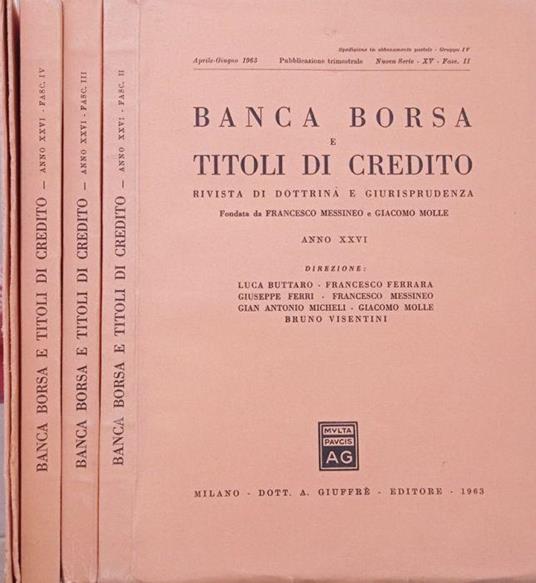 BANCA BORSA E TITOLI DI CREDITO — ANNO XXVI - FASC. IV
BANCA BORSA E TITOLI DI CREDITO — ANNO XXVI - FASC. III
BANCA BORSA E TITOLI DI CREDITO — ANNO XXVI - FASC. II
Spedizione in abbonamento postale - Gruppo IV
Aprile-Giugno 1963 Pubblicazione trimestrale Nuova Serie - XV - Fasc. II
BANCA BORSA
E
TITOLI DI CREDITO
RIVISTA DI DOTTRINA E GIURISPRUDENZA
Fondata da FRANCESCO MESSINEO e GIACOMO MOLLE
ANNO XXVI
DIREZIONE:
LUCA BUTTARO - FRANCESCO FERRARA
GIUSEPPE FERRI - FRANCESCO MESSINEO
GIAN ANTONIO MICHELI - GIACOMO MOLLE
BRUNO VISENTINI
MVLTA
PAVCIS
AG
MILANO - DOTT. A. GIUFFRÈ - EDITORE - 1963